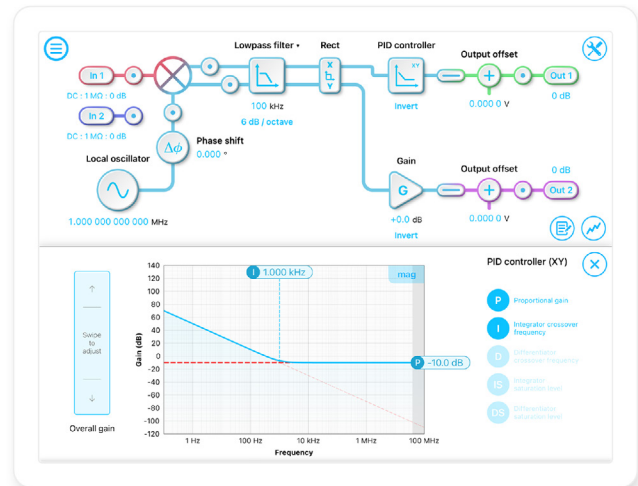 Lowpass filter ▾
Rect
PID controller
Output offset
In 1
DC : 1 MΩ : 0 dB
X
Y
XY
Out 1
0 dB
100 kHz
6 dB / octave
Invert
0.000 0 V
In 2
DC : 1 MΩ : 0 dB
Δφ
Phase shift
0.000 °
Local oscillator
1.000 000 000 000 MHz
Gain
G
+0.0 dB
Invert
Output offset
0.000 0 V
0 dB
Out 2
PID controller (XY)
Swipe
to
adjust
Overall gain
Gain (dB)
140
120
100
80
60
40
20
0
-20
-40
-60
-80
-100
-120
I 1.000 kHz
mag
P -10.0 dB
1 Hz
100 Hz
10 kHz
1 MHz
100 MHz
Frequency
P Proportional gain
I Integrator crossover
frequency
D Differentiator
crossover frequency
IS Integrator
saturation level
DS Differentiator
saturation level